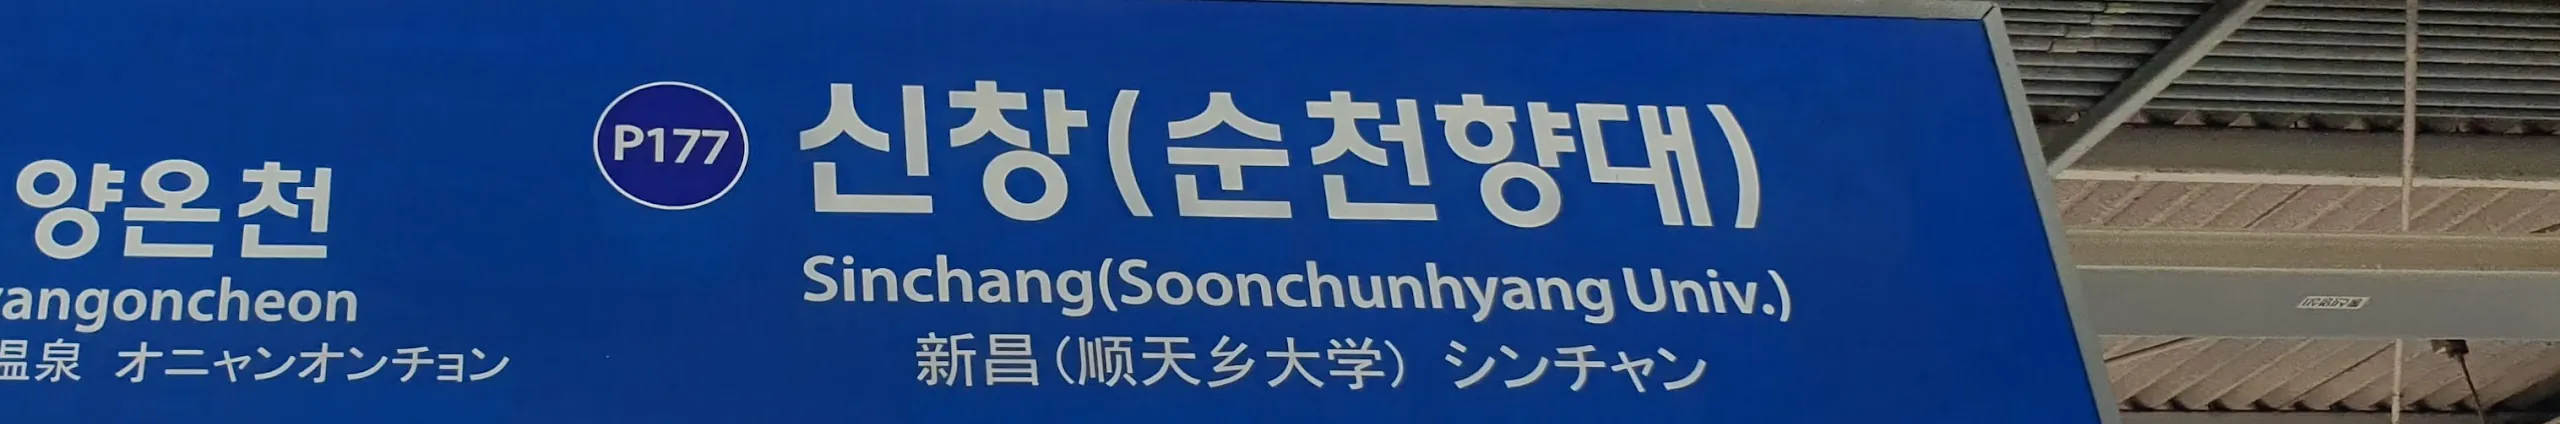 양온천
yangoncheon
温泉 オニャンオンチョン
P177 신창(순천향대)
Sinchang(Soonchunhyang Univ.)
新昌(顺天乡大学) シンチャン